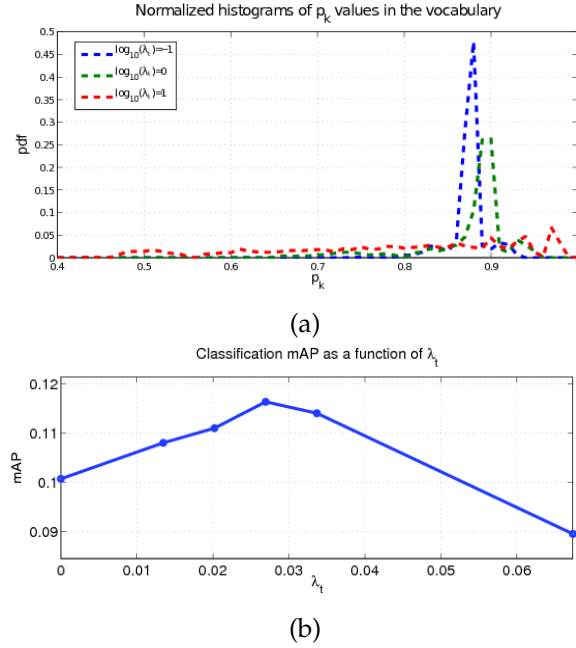 Normalized histograms of p_k values in the vocabulary
0.5
0.45
0.4
0.35
0.3
0.25
0.2
0.15
0.1
0.05
0
pdf
log10(λt)=−1
log10(λt)=0
log10(λt)=1
0.4 0.5 0.6 0.7 0.8 0.9
p_k
(a)
Classification mAP as a function of λt
0.12
0.11
0.1
0.09
mAP
0 0.01 0.02 0.03 0.04 0.05 0.06
λt
(b)